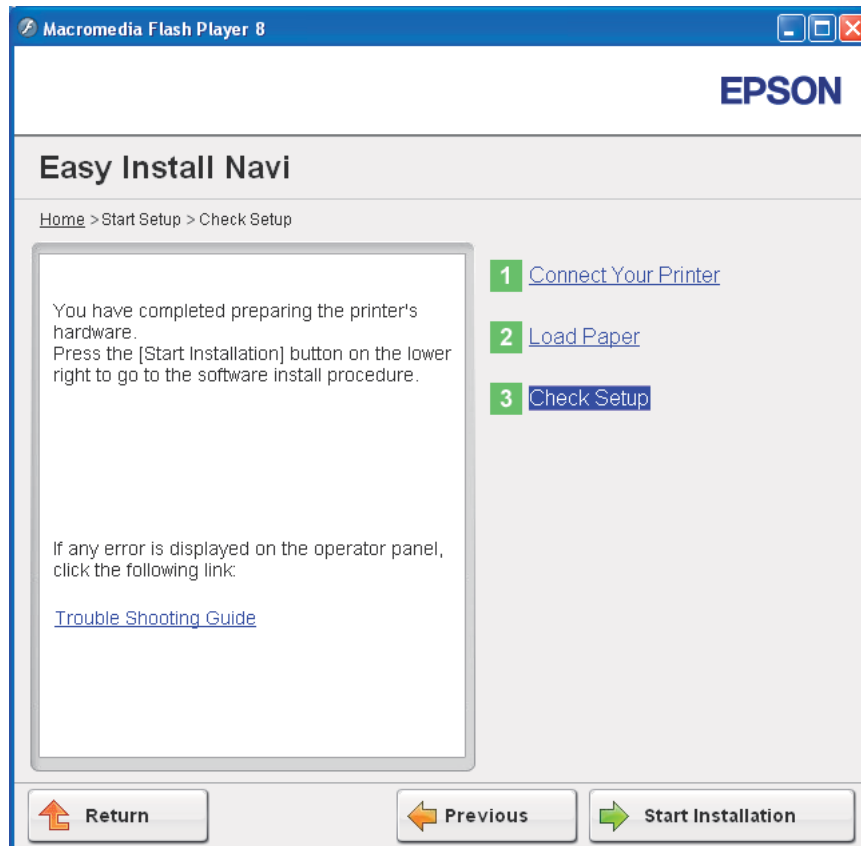 Macromedia Flash Player 8
EPSON
Easy Install Navi
Home > Start Setup > Check Setup
You have completed preparing the printer's
hardware.
Press the [Start Installation] button on the lower
right to go to the software install procedure.
If any error is displayed on the operator panel,
click the following link:
Trouble Shooting Guide
1 Connect Your Printer
2 Load Paper
3 Check Setup
Return
Previous
Start Installation